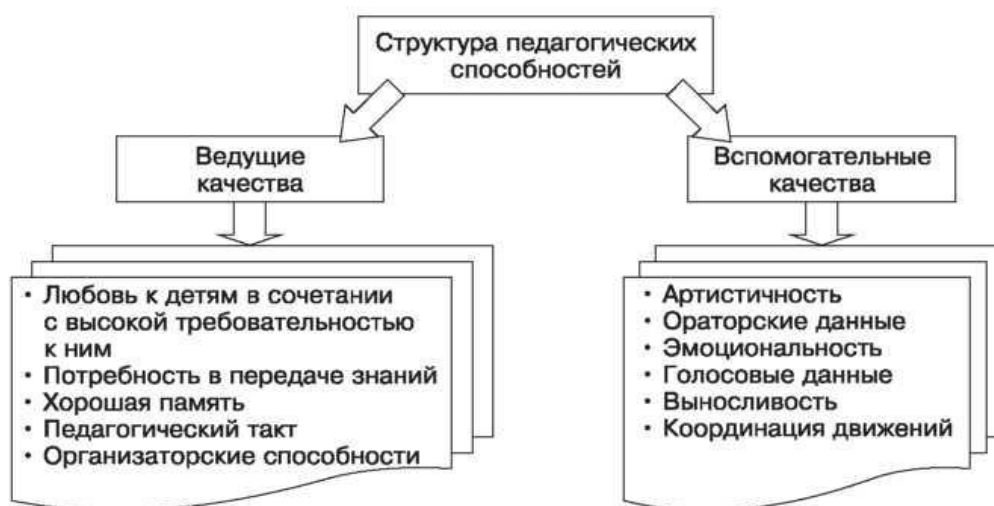 Структура педагогических
способностей
Ведущие
качества
Вспомогательные
качества
• Любовь к детям в сочетании
с высокой требовательностью
к ним
• Потребность в передаче знаний
• Хорошая память
• Педагогический такт
• Организаторские способности
• Артистичность
• Ораторские данные
• Эмоциональность
• Голосовые данные
• Выносливость
• Координация движений